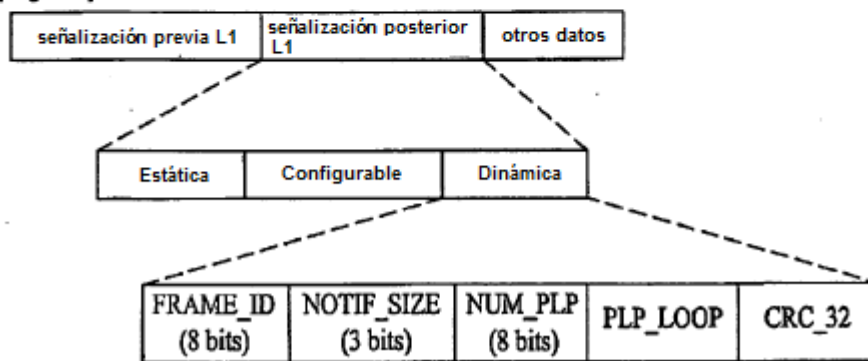 señalización previa L1
señalización posterior
L1
otros datos
Estática
Configurable
Dinámica
FRAME_ID
(8 bits)
NOTIF_SIZE
(3 bits)
NUM_PLP
(8 bits)
PLP_LOOP
CRC_32